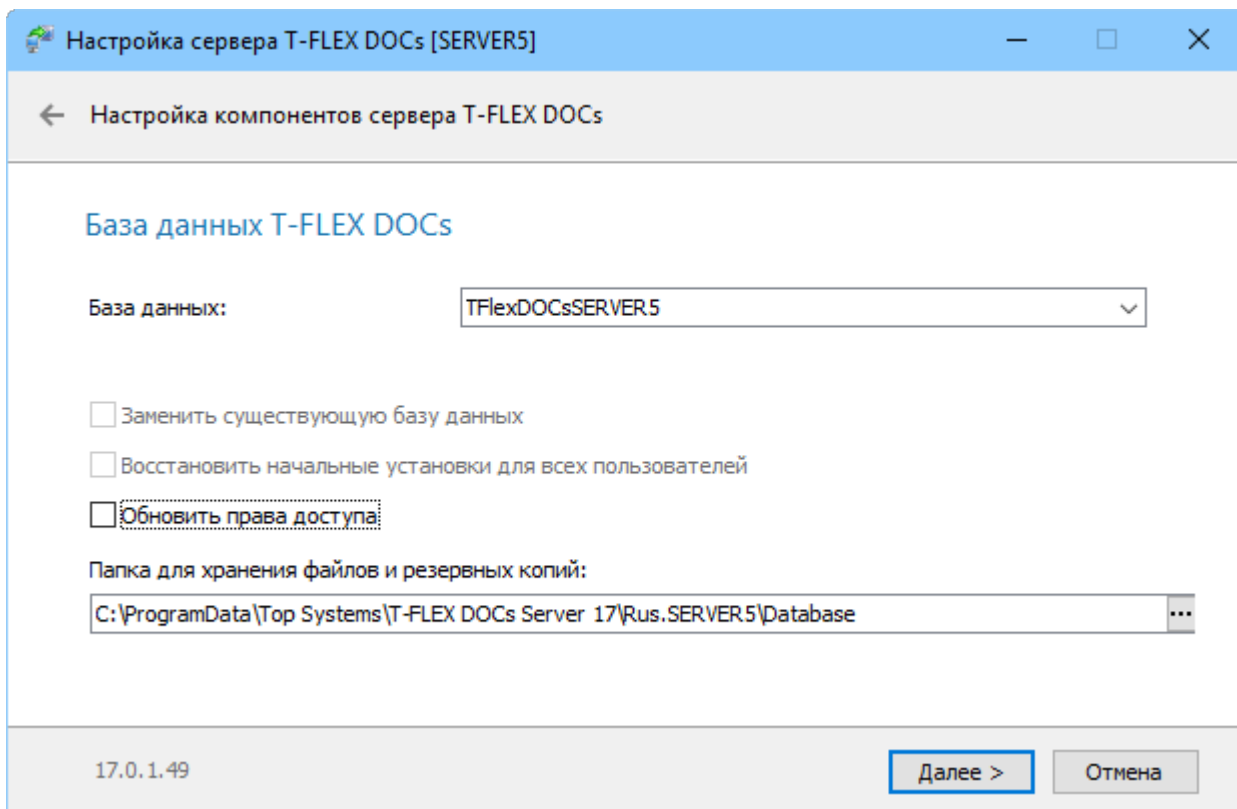 Настройка сервера T-FLEX DOCs [SERVER5]
Настройка компонентов сервера T-FLEX DOCs
База данных T-FLEX DOCs
База данных: TFlexDOCsSERVER5
Заменить существующую базу данных
Восстановить начальные установки для всех пользователей
Обновить права доступа
Папка для хранения файлов и резервных копий:
C:\ProgramData\Top Systems\T-FLEX DOCs Server 17\Rus.SERVER5\Database ...
17.0.1.49 Далее > Отмена